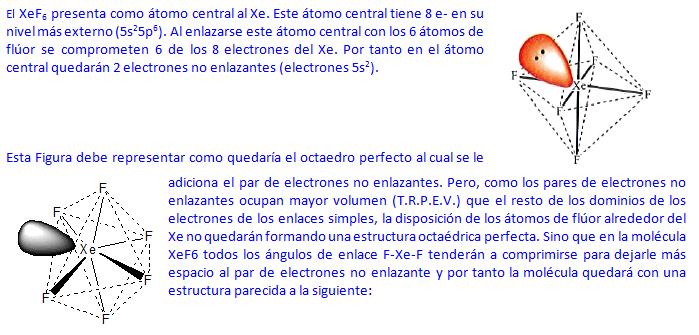 El XeF6 presenta como átomo central al Xe. Este átomo central tiene 8 e- en su
nivel más externo (5s²5p⁶). Al enlazarse este átomo central con los 6 átomos de
flúor se comprometen 6 de los 8 electrones del Xe. Por tanto en el átomo
central quedarán 2 electrones no enlazantes (electrones 5s²).
F
F
F
Xe
F
F
F
Esta Figura debe representar como quedaría el octaedro perfecto al cual se le
adiciona el par de electrones no enlazantes. Pero, como los pares de electrones no
enlazantes ocupan mayor volumen (T.R.P.E.V.) que el resto de los dominios de los
electrones de los enlaces simples, la disposición de los átomos de flúor alrededor del
Xe no quedarán formando una estructura octaédrica perfecta. Sino que en la molécula
XeF6 todos los ángulos de enlace F-Xe-F tenderán a comprimirse para dejarle más
espacio al par de electrones no enlazante y por tanto la molécula quedará con una
estructura parecida a la siguiente:
F
F
F
Xe
F
F
F